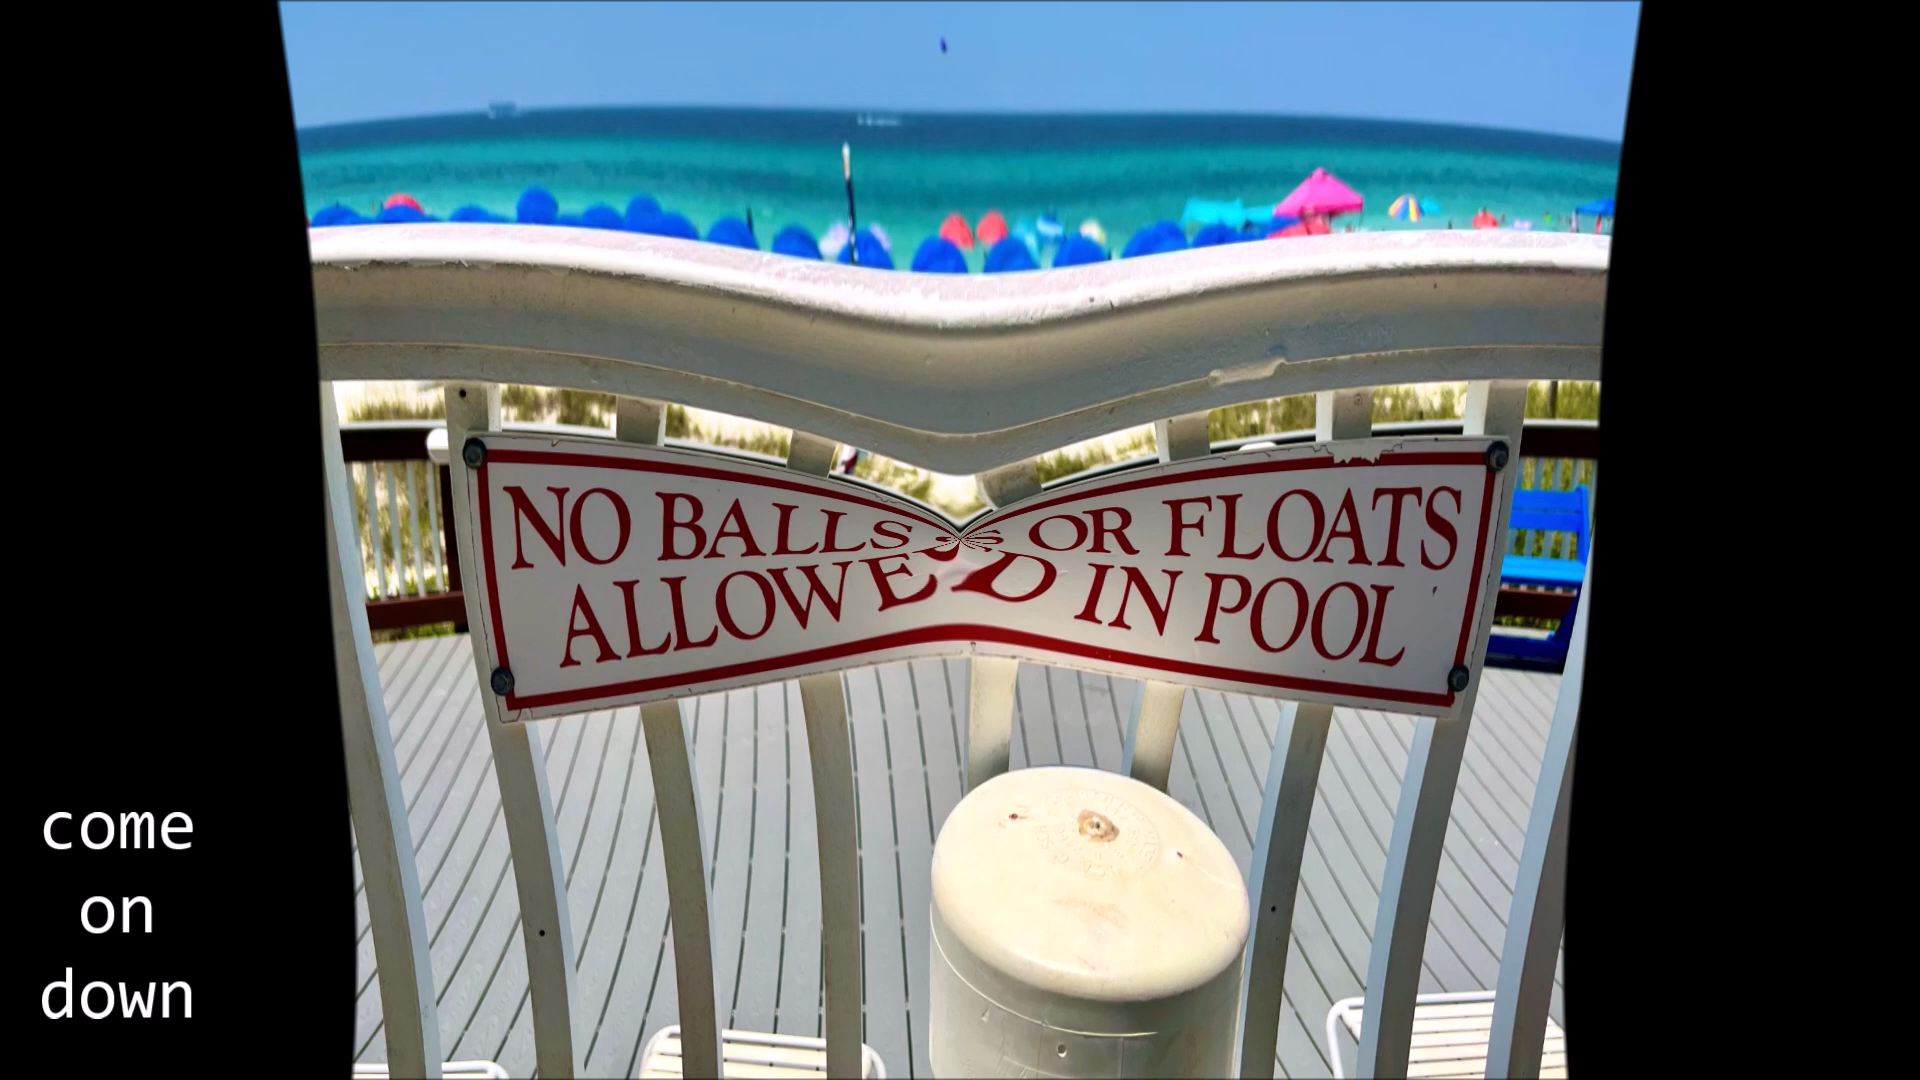 NO BALLS OR FLOATS
ALLOWED IN POOL
come
on
down